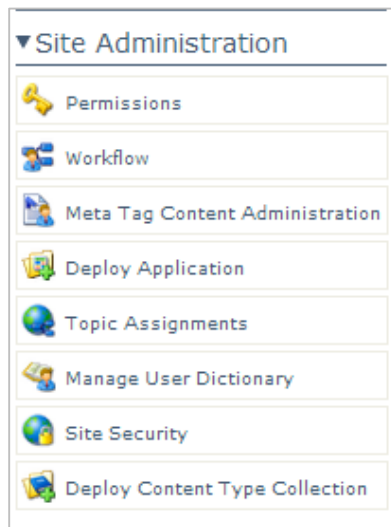 Site Administration
Permissions
Workflow
Meta Tag Content Administration
Deploy Application
Topic Assignments
Manage User Dictionary
Site Security
Deploy Content Type Collection